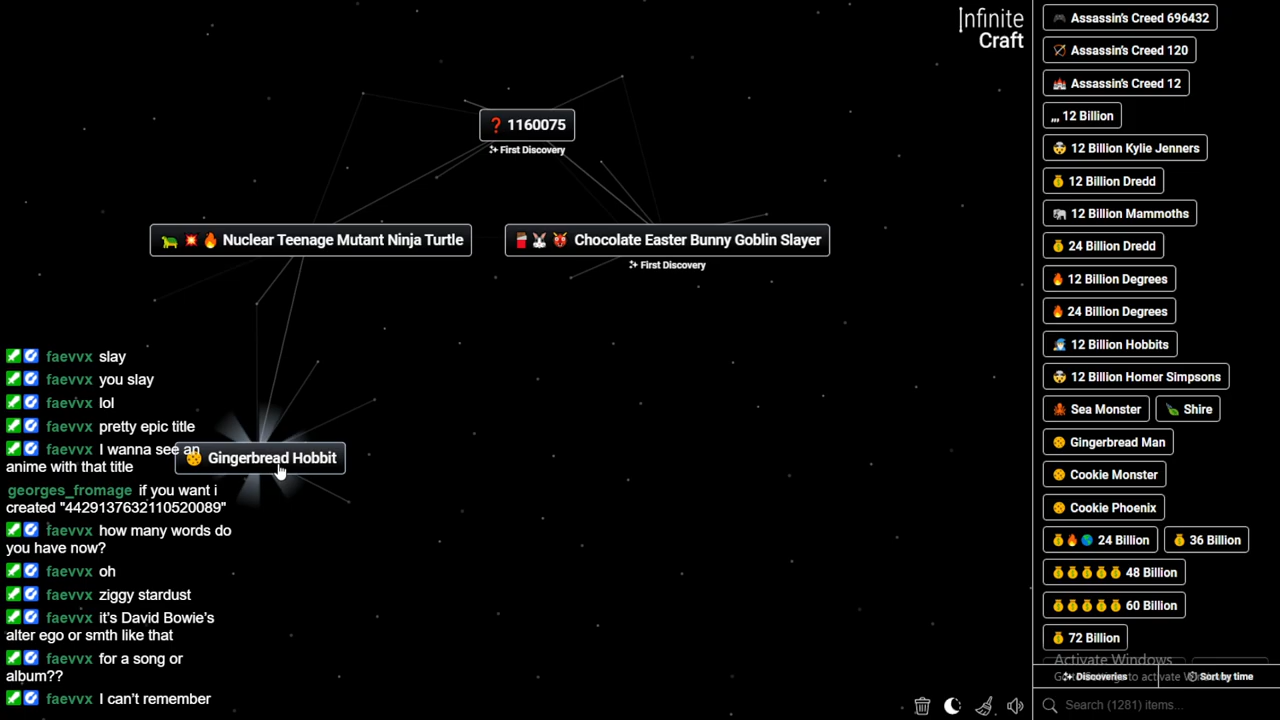 Infinite
Craft
❓ 1160075
✨ First Discovery
🐢 💥 🔥 Nuclear Teenage Mutant Ninja Turtle
🍫 🐰 👹 Chocolate Easter Bunny Goblin Slayer
✨ First Discovery
🍪 Gingerbread Hobbit
faevvx slay
faevvx you slay
faevvx lol
faevvx pretty epic title
faevvx I wanna see an
anime with that title
georges_fromage if you want i
created "4429137632110520089"
faevvx how many words do
you have now?
faevvx oh
faevvx ziggy stardust
faevvx it's David Bowie's
alter ego or smth like that
faevvx for a song or
album??
faevvx I can't remember
Assassin's Creed 696432
Assassin's Creed 120
Assassin's Creed 12
,,, 12 Billion
12 Billion Kylie Jenners
12 Billion Dredd
12 Billion Mammoths
24 Billion Dredd
12 Billion Degrees
24 Billion Degrees
12 Billion Hobbits
12 Billion Homer Simpsons
Sea Monster Shire
Gingerbread Man
Cookie Monster
Cookie Phoenix
24 Billion 36 Billion
48 Billion
60 Billion
72 Billion
Activate Windows
Go to Settings to activate Windows.
Discoveries Sort by time
Search (1281) items...